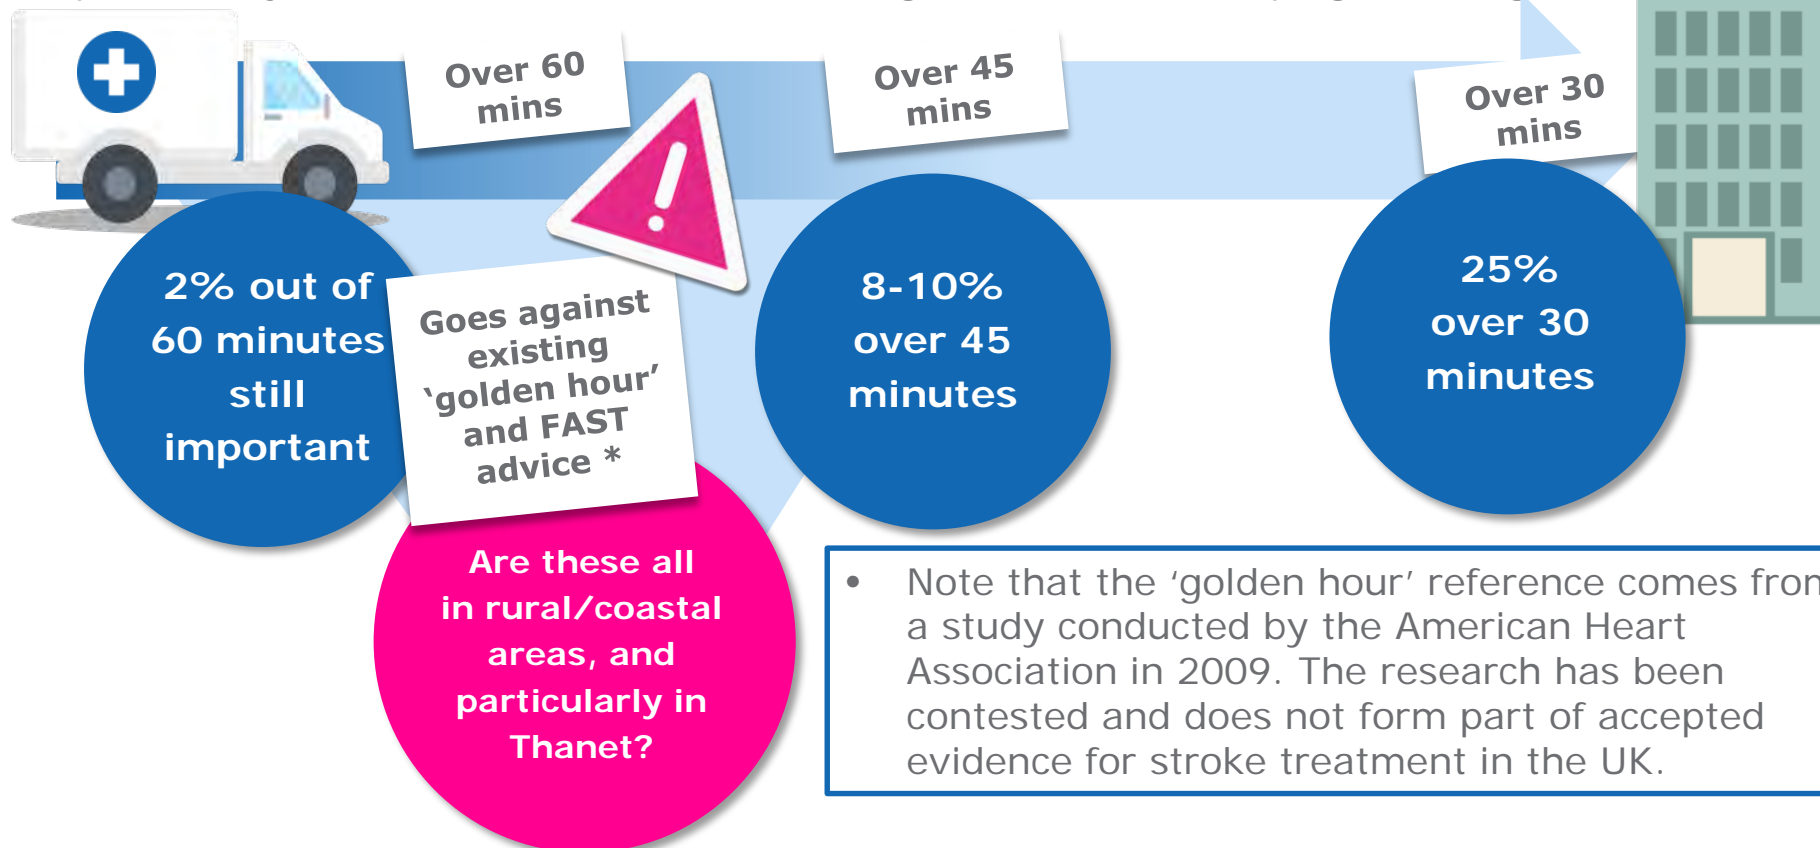 Over 60
mins
Over 45
mins
Over 30
mins
2% out of
60 minutes
still
important
Goes against
existing
‘golden hour’
and FAST
advice *
8-10%
over 45
minutes
25%
over 30
minutes
Are these all
in rural/coastal
areas, and
particularly in
Thanet?
• Note that the ‘golden hour’ reference comes from
a study conducted by the American Heart
Association in 2009. The research has been
contested and does not form part of accepted
evidence for stroke treatment in the UK.